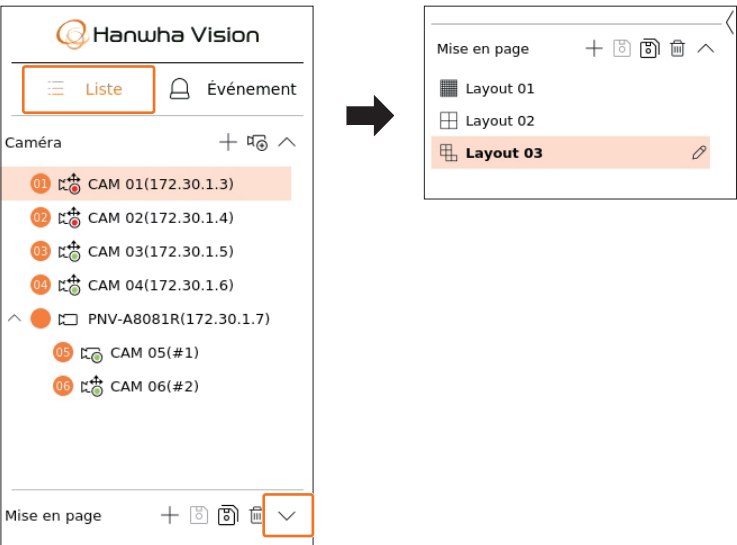 Hanwha Vision
Liste
Événement
Caméra
01 CAM 01(172.30.1.3)
02 CAM 02(172.30.1.4)
03 CAM 03(172.30.1.5)
04 CAM 04(172.30.1.6)
PNV-A8081R(172.30.1.7)
05 CAM 05(#1)
06 CAM 06(#2)
Mise en page
Mise en page
Layout 01
Layout 02
Layout 03